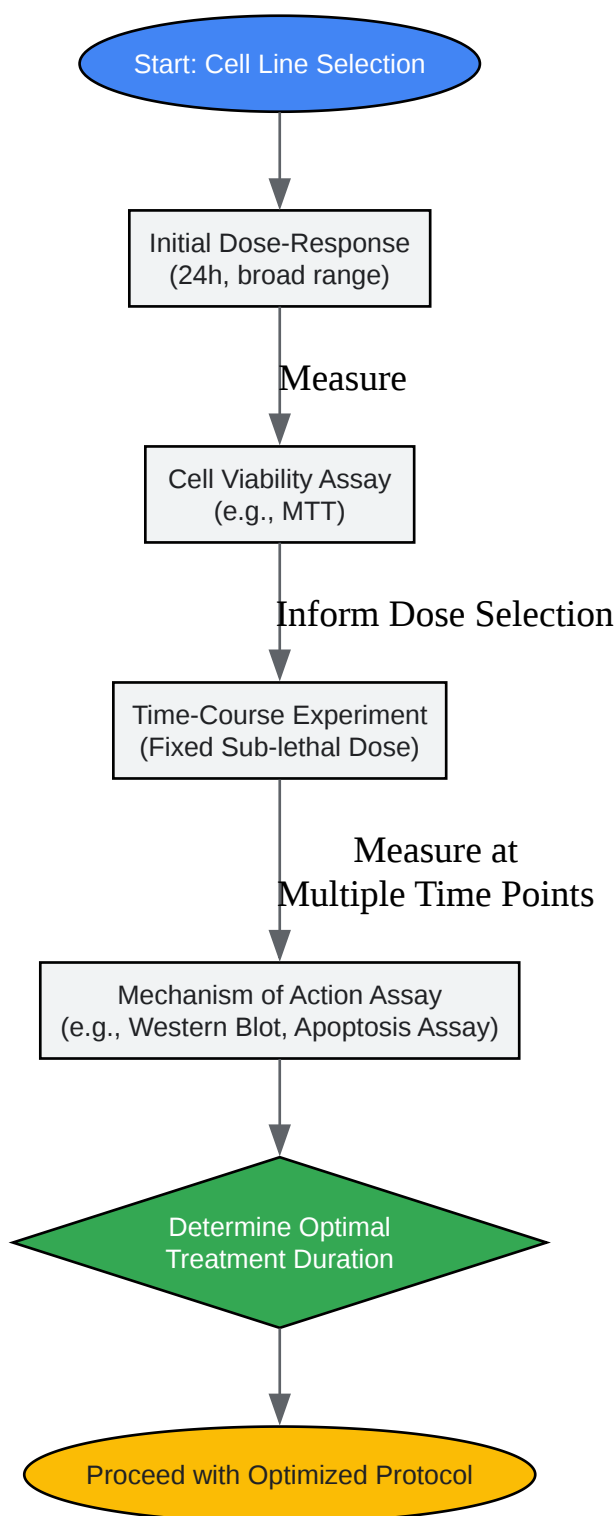 Start: Cell Line Selection
Initial Dose-Response
(24h, broad range)
Measure
Cell Viability Assay
(e.g., MTT)
Inform Dose Selection
Time-Course Experiment
(Fixed Sub-lethal Dose)
Measure at
Multiple Time Points
Mechanism of Action Assay
(e.g., Western Blot, Apoptosis Assay)
Determine Optimal
Treatment Duration
Proceed with Optimized Protocol